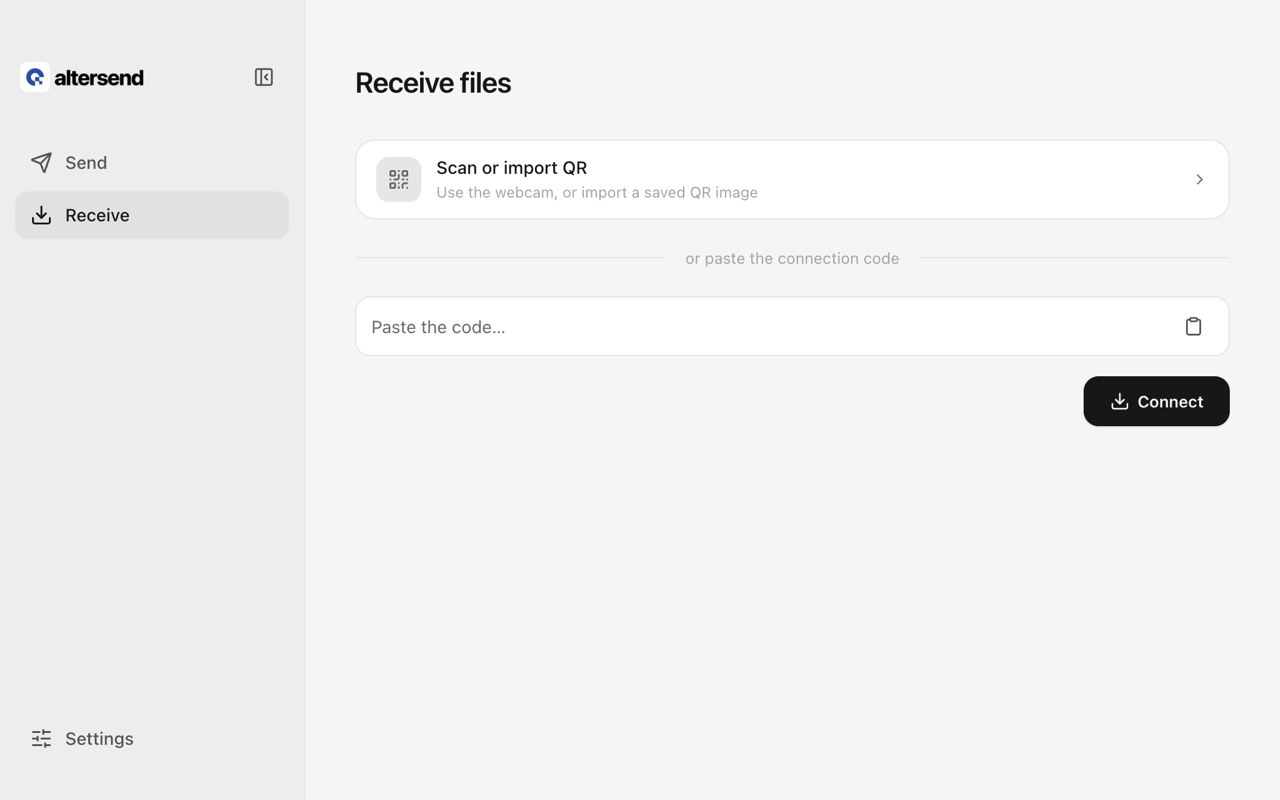 altersend
Send
Receive
Settings
Receive files
Scan or import QR
Use the webcam, or import a saved QR image
or paste the connection code
Paste the code...
Connect